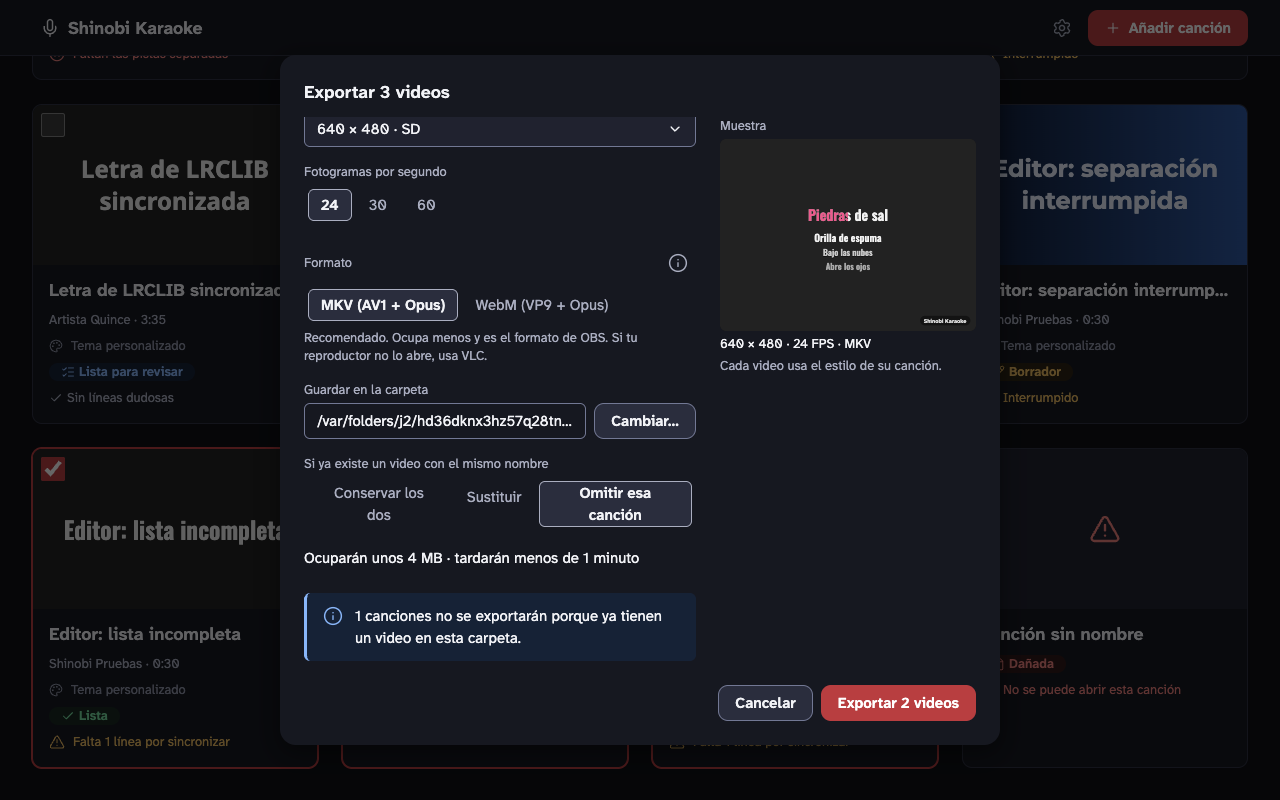 Shinobi Karaoke
Añadir canción
Interrumpido
Letra de LRCLIB
sincronizada
Letra de LRCLIB sincronizad
Artista Quince · 3:35
Tema personalizado
Lista para revisar
Sin líneas dudosas
Editor: lista incompleta
Editor: lista incompleta
Shinobi Pruebas · 0:30
Tema personalizado
Lista
Falta 1 línea por sincronizar
Exportar 3 videos
640 × 480 · SD
Fotogramas por segundo
24
30
60
Formato
MKV (AV1 + Opus)
WebM (VP9 + Opus)
Recomendado. Ocupa menos y es el formato de OBS. Si tu
reproductor no lo abre, usa VLC.
Guardar en la carpeta
/var/folders/j2/hd36dknx3hz57q28tn...
Cambiar...
Si ya existe un video con el mismo nombre
Conservar los
dos
Sustituir
Omitir esa
canción
Ocuparán unos 4 MB · tardarán menos de 1 minuto
1 canciones no se exportarán porque ya tienen
un video en esta carpeta.
Muestra
Piedras de sal
Orilla de espuma
Bajo las nubes
Abre los ojos
Shinobi Karaoke
640 × 480 · 24 FPS · MKV
Cada video usa el estilo de su canción.
Cancelar
Exportar 2 videos
Editor: separación
interrumpida
itor: separación interrump...
nobi Pruebas · 0:30
Tema personalizado
Borrador
Interrumpido
nción sin nombre
Dañada
No se puede abrir esta canción